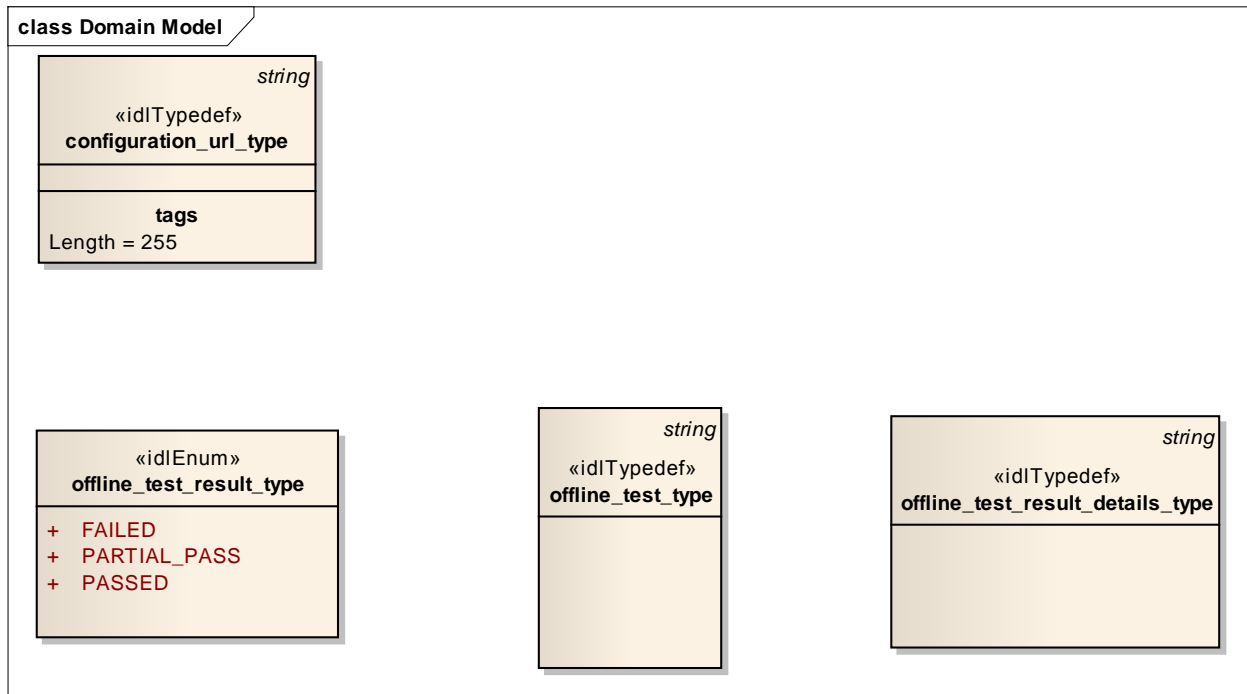 class Domain Model
string
«idlTypedef»
configuration_url_type
tags
Length = 255
«idlEnum»
offline_test_result_type
+ FAILED
+ PARTIAL_PASS
+ PASSED
string
«idlTypedef»
offline_test_type
string
«idlTypedef»
offline_test_result_details_type